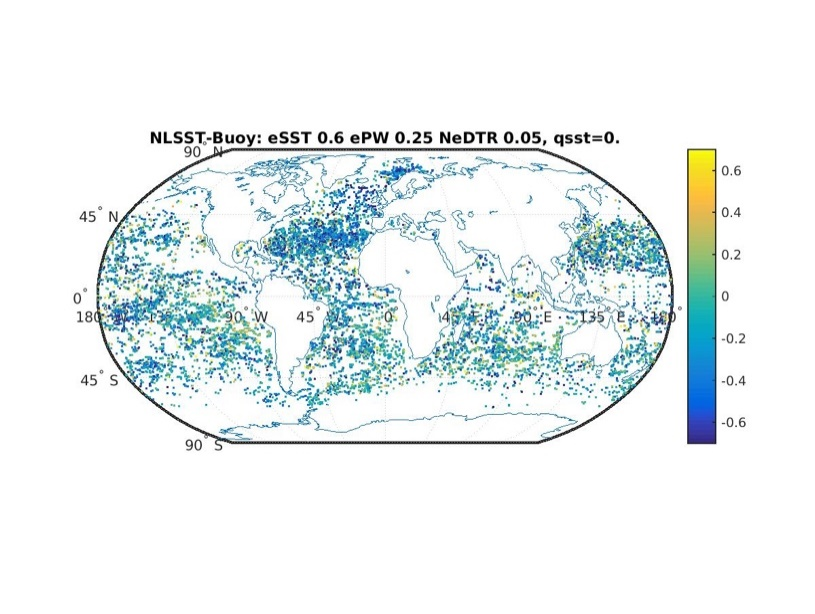 NLSST-Buoy: eSST 0.6 ePW 0.25 NeDTR 0.05, qsst=0.
90° N
45° N
0°
180° W 135° W 90° W 45° W 0° 45° E 90° E 135° E 180°
45° S
90° S
0.6
0.4
0.2
0
-0.2
-0.4
-0.6